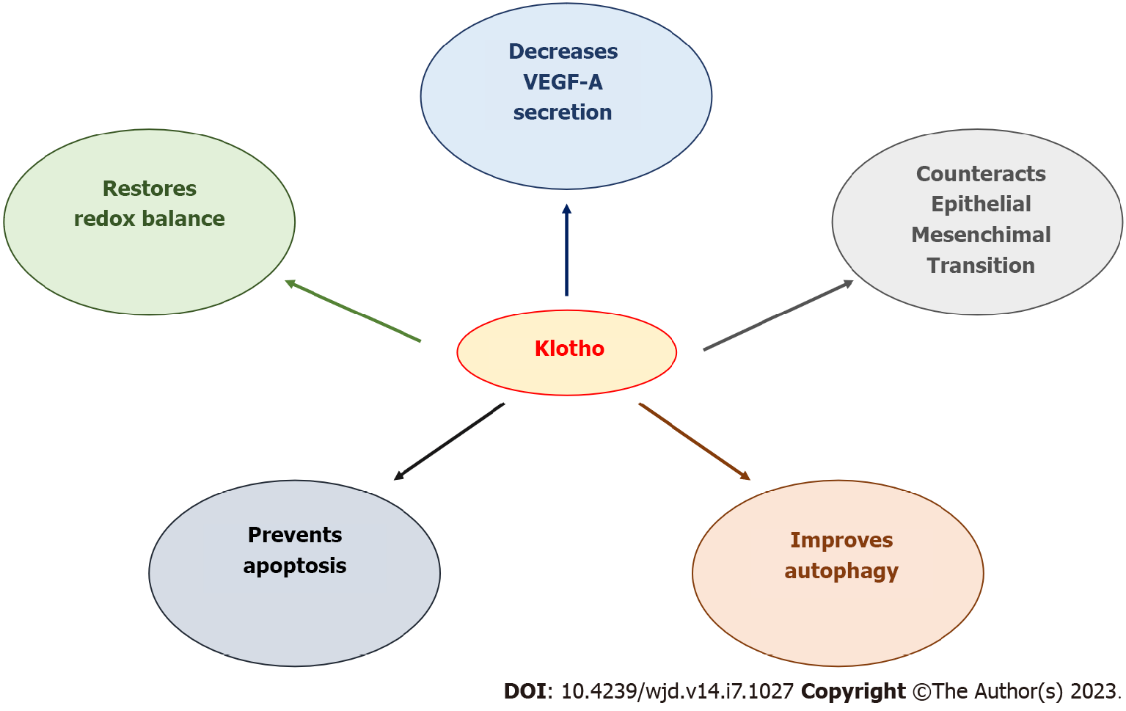 Decreases
VEGF-A
secretion
Restores
redox balance
Counteracts
Epithelial
Mesenchimal
Transition
Klotho
Prevents
apoptosis
Improves
autophagy
DOI: 10.4239/wjd.v14.i7.1027 Copyright ©The Author(s) 2023.